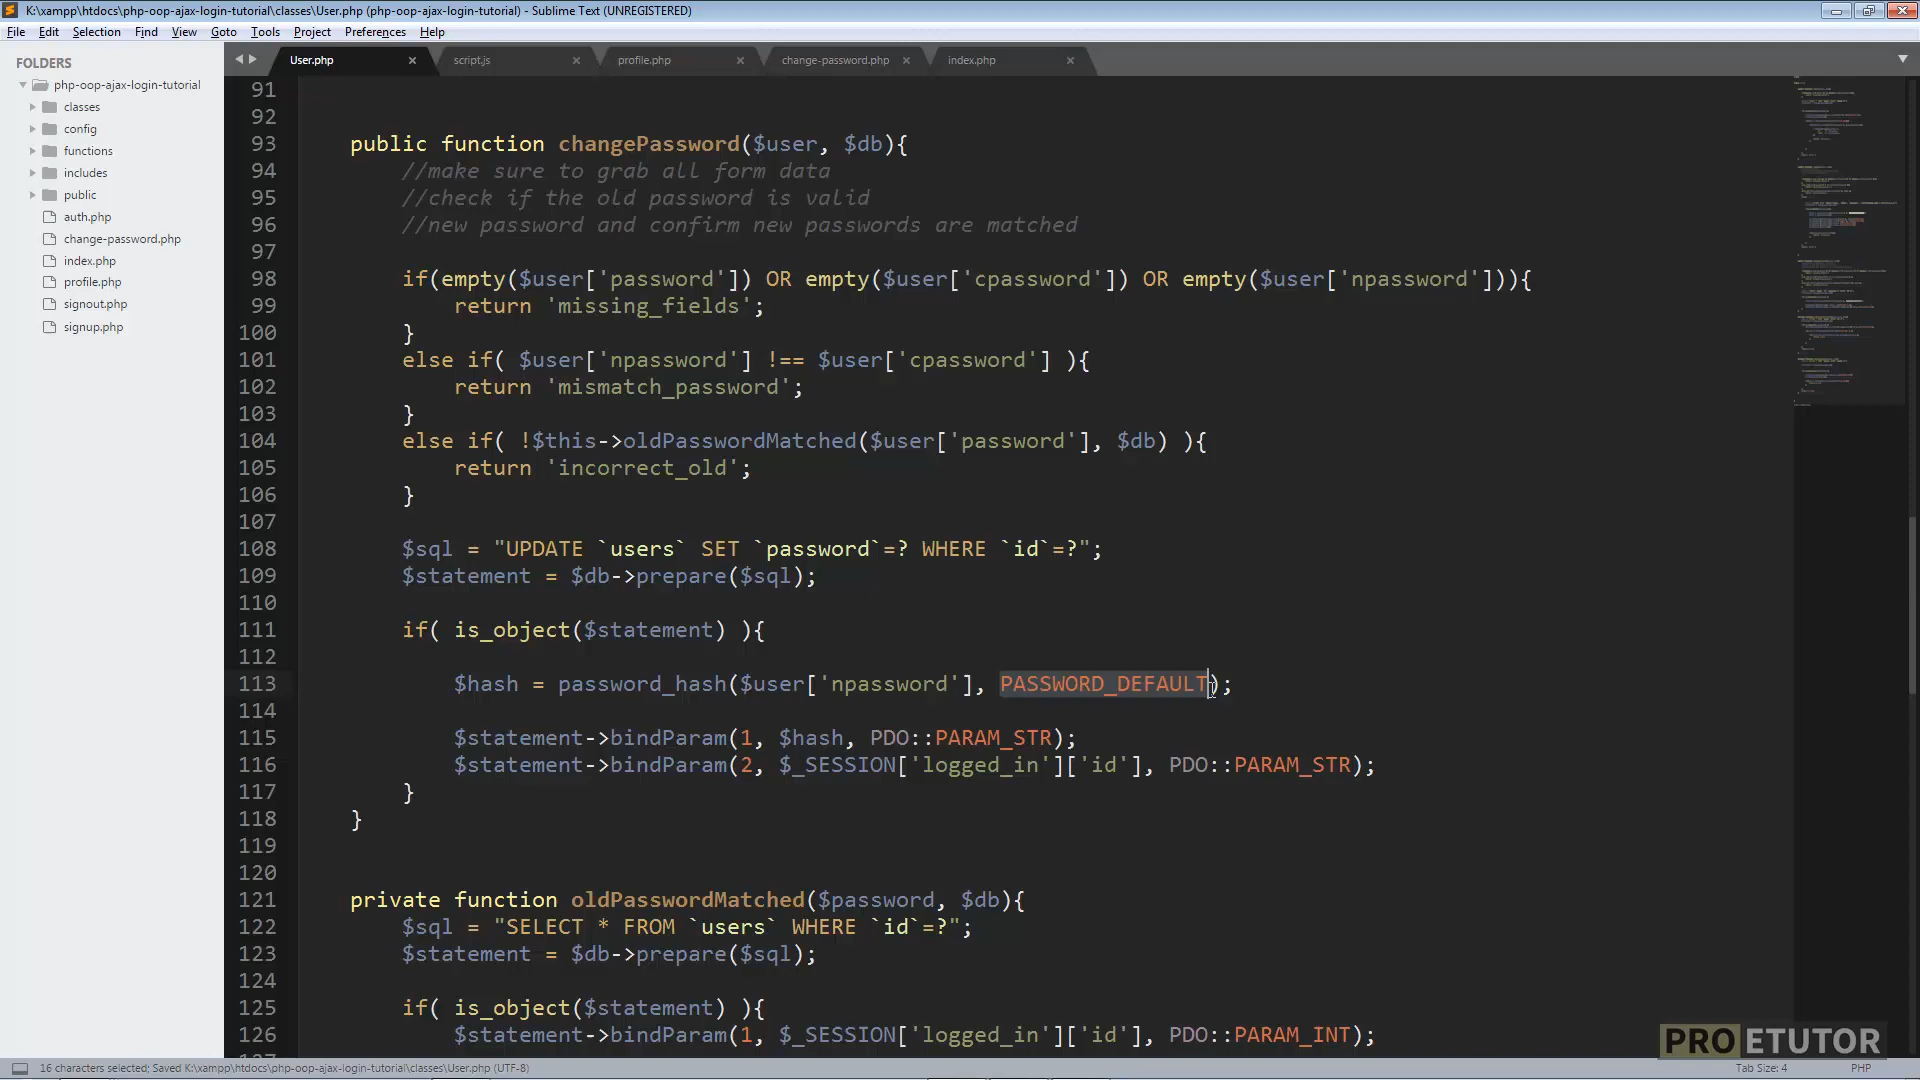 K:\xampp\htdocs\php-oop-ajax-login-tutorial\classes\User.php (php-oop-ajax-login-tutorial) - Sublime Text (UNREGISTERED)
File Edit Selection Find View Goto Tools Project Preferences Help
FOLDERS
php-oop-ajax-login-tutorial
classes
config
functions
includes
public
auth.php
change-password.php
index.php
profile.php
signout.php
signup.php
User.php script.js profile.php change-password.php index.php
91
92
93 public function changePassword($user, $db){
94 //make sure to grab all form data
95 //check if the old password is valid
96 //new password and confirm new passwords are matched
97
98 if(empty($user['password']) OR empty($user['cpassword']) OR empty($user['npassword'])){
99 return 'missing_fields';
100 }
101 else if( $user['npassword'] !== $user['cpassword'] ){
102 return 'mismatch_password';
103 }
104 else if( !$this->oldPasswordMatched($user['password'], $db) ){
105 return 'incorrect_old';
106 }
107
108 $sql = "UPDATE `users` SET `password`=? WHERE `id`=?";
109 $statement = $db->prepare($sql);
110
111 if( is_object($statement) ){
112
113 $hash = password_hash($user['npassword'], PASSWORD_DEFAULT);
114
115 $statement->bindParam(1, $hash, PDO::PARAM_STR);
116 $statement->bindParam(2, $_SESSION['logged_in']['id'], PDO::PARAM_STR);
117 }
118 }
119
120
121 private function oldPasswordMatched($password, $db){
122 $sql = "SELECT * FROM `users` WHERE `id`=?";
123 $statement = $db->prepare($sql);
124
125 if( is_object($statement) ){
126 $statement->bindParam(1, $_SESSION['logged_in']['id'], PDO::PARAM_INT);
PROETUTOR
16 characters selected; Saved K:\xampp\htdocs\php-oop-ajax-login-tutorial\classes\User.php (UTF-8) Tab Size: 4 PHP